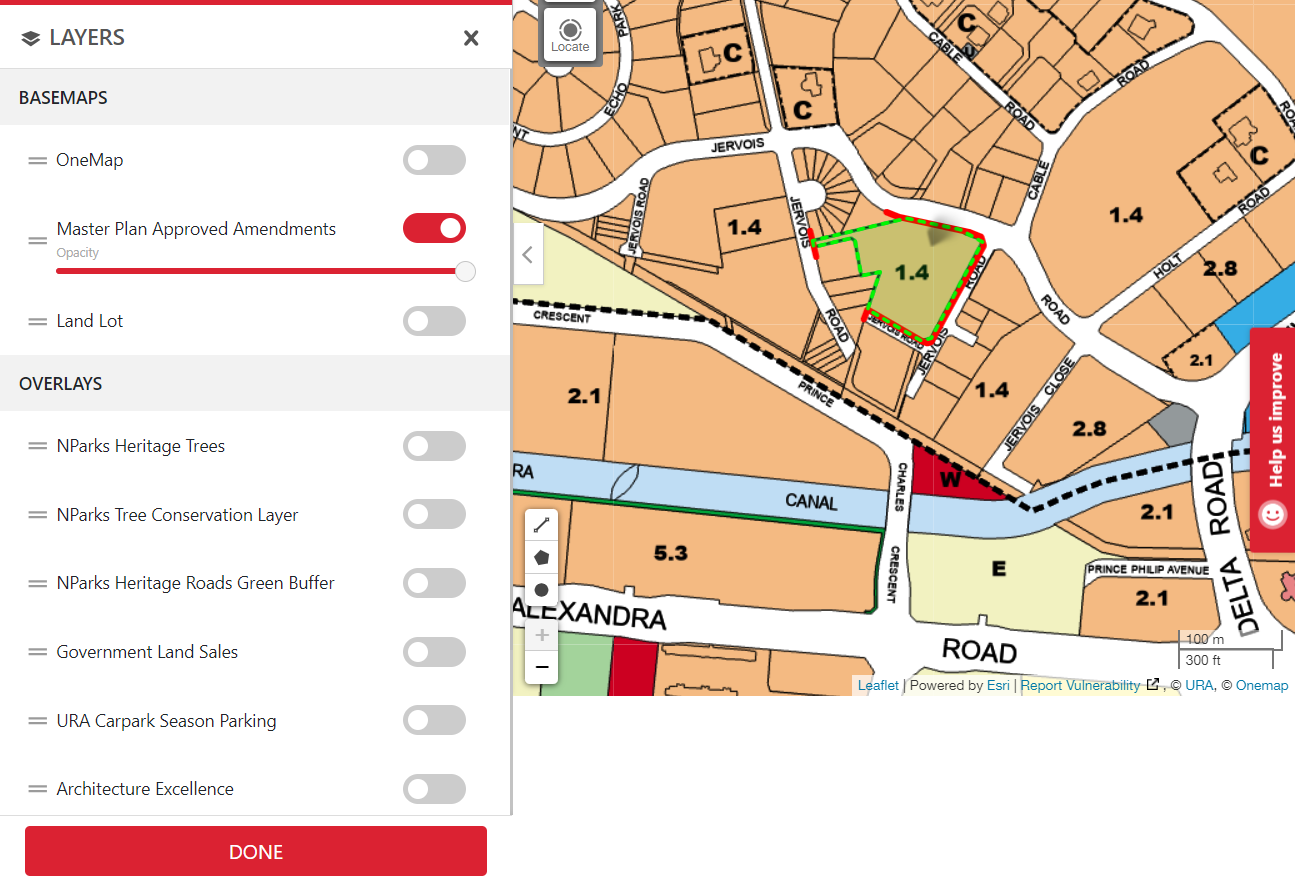 LAYERS
BASEMAPS
OneMap
Master Plan Approved Amendments
Opacity
Land Lot
OVERLAYS
NParks Heritage Trees
NParks Tree Conservation Layer
NParks Heritage Roads Green Buffer
Government Land Sales
URA Carpark Season Parking
Architecture Excellence
DONE
Locate
PARK
ECHO
NT
C
C
C
C
CABLE
ROAD
ROAD
CABLE
JERVOIS
JERVOIS ROAD
JERVOIS
ROAD
1.4
1.4
1.4
HOLT
ROAD
2.8
ROAD
ROAD
JERVOIS ROAD
JERVOIS
2.1
CRESCENT
PRINCE
2.1
1.4
JERVOIS CLOSE
2.8
RA
CANAL
CHARLES
CRESCENT
W
5.3
E
2.1
PRINCE PHILIP AVENUE
2.1
DELTA ROAD
ALEXANDRA
ROAD
Help us improve
+
−
100 m
300 ft
Leaflet | Powered by Esri | Report Vulnerability , © URA, © Onemap